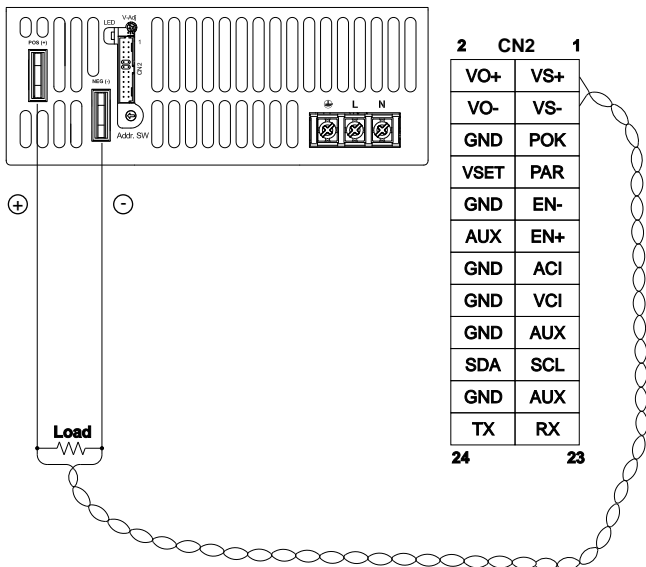 V-Adj
LED
POS (+)
1
CN2
NEG (-)
Addr. SW
L N
+ -
Load
2 CN2 1
VO+ VS+
VO- VS-
GND POK
VSET PAR
GND EN-
AUX EN+
GND ACI
GND VCI
GND AUX
SDA SCL
GND AUX
TX RX
24 23